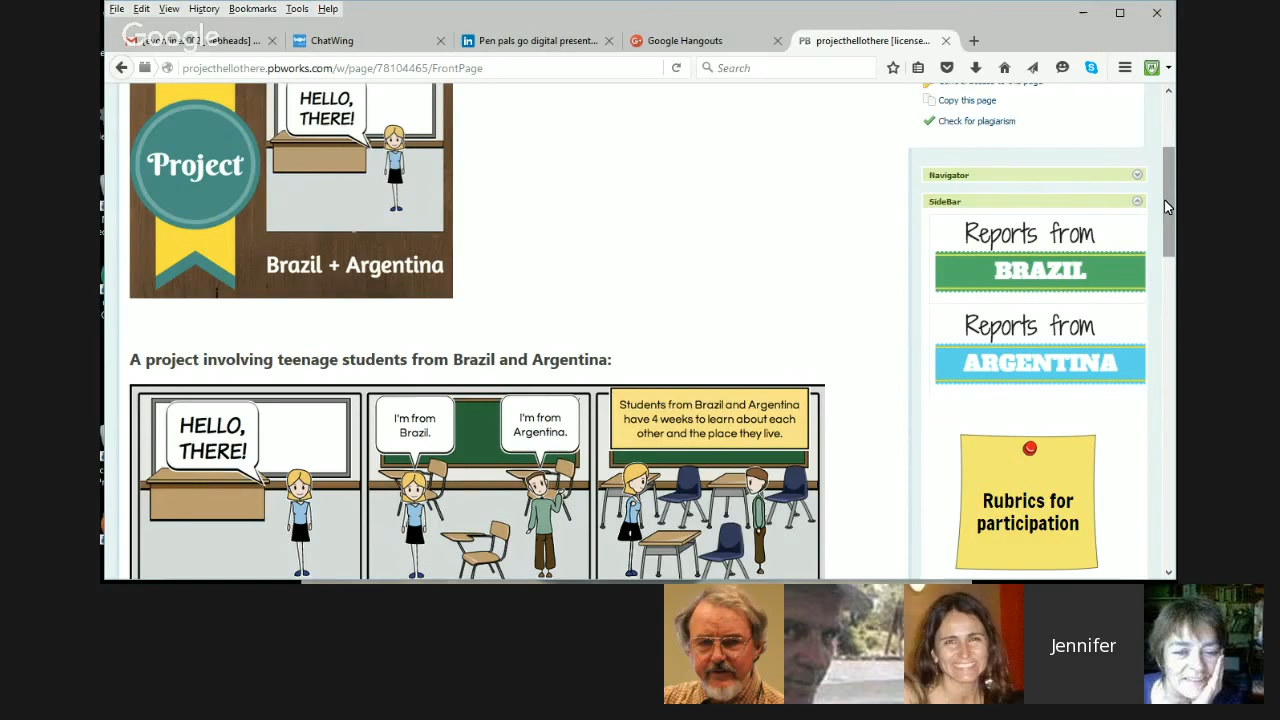 File Edit View History Bookmarks Tools Help
Google
ChatWing
Pen pals go digital present...
Google Hangouts
PB projecthellothere [license...
projecthellothere.pbworks.com/w/page/78104465/FrontPage
Search
Copy this page
Check for plagiarism
HELLO,
THERE!
Project
Brazil + Argentina
Navigator
SideBar
Reports from
BRAZIL
Reports from
ARGENTINA
Rubrics for
participation
A project involving teenage students from Brazil and Argentina:
HELLO,
THERE!
I'm from
Brazil.
I'm from
Argentina.
Students from Brazil and Argentina
have 4 weeks to learn about each
other and the place they live.
Jennifer